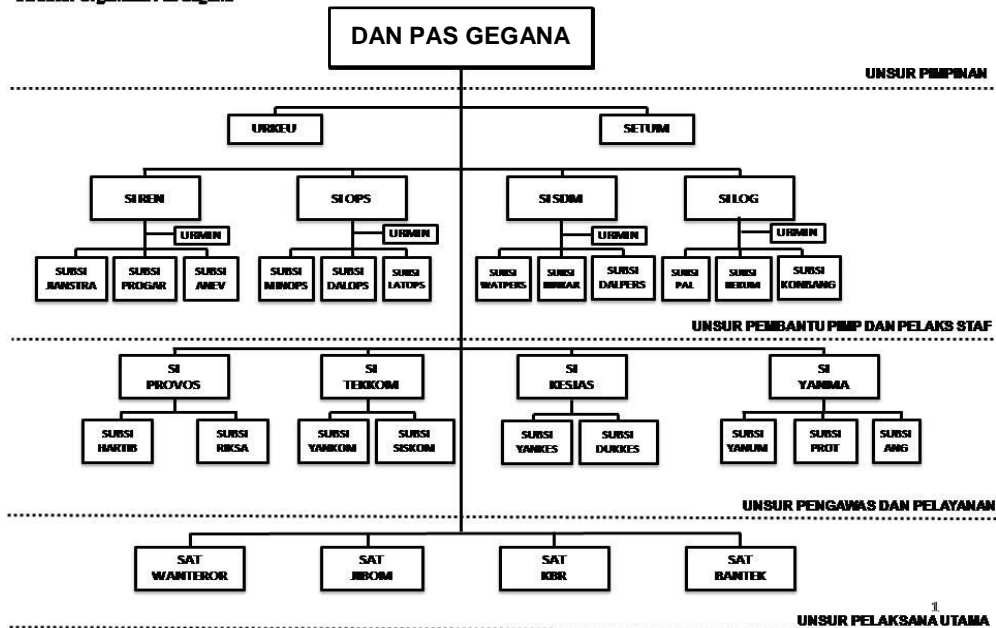 DAN PAS GEGANA
UNSUR PIMPINAN
URKEU
SETUM
SI REN
SI OPS
SI SDM
SI LOG
URMIN
URMIN
URMIN
URMIN
SUBSI
JIANSTRA
SUBSI
PROGAR
SUBSI
ANEV
SUBSI
MINOPS
SUBSI
DALOPS
SUBSI
LATOPS
SUBSI
WATPERS
SUBSI
BINKAR
SUBSI
DALPERS
SUBSI
PAL
SUBSI
BEKUM
SUBSI
KONBANG
UNSUR PEMBANTU PIMP DAN PELAKS STAF
SI
PROVOS
SI
TEKKOM
SI
KESJAS
SI
YANMA
SUBSI
HARTIB
SUBSI
RIKSA
SUBSI
YANKOM
SUBSI
SISKOM
SUBSI
YANKES
SUBSI
DUKKES
SUBSI
YANUM
SUBSI
PROT
SUBSI
ANG
UNSUR PENGAWAS DAN PELAYANAN
SAT
WANTEROR
SAT
JIBOM
SAT
KBR
SAT
BANTEK
1
UNSUR PELAKSANA UTAMA